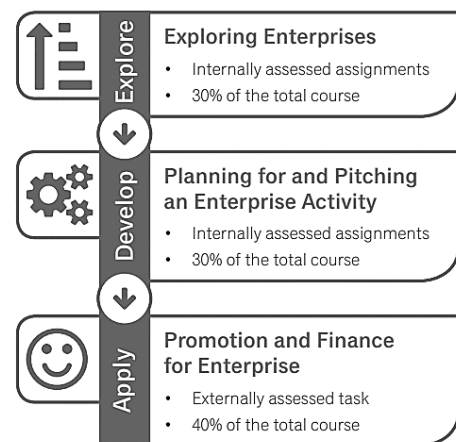 Explore
Exploring Enterprises
• Internally assessed assignments
• 30% of the total course
Develop
Planning for and Pitching
an Enterprise Activity
• Internally assessed assignments
• 30% of the total course
Apply
Promotion and Finance
for Enterprise
• Externally assessed task
• 40% of the total course